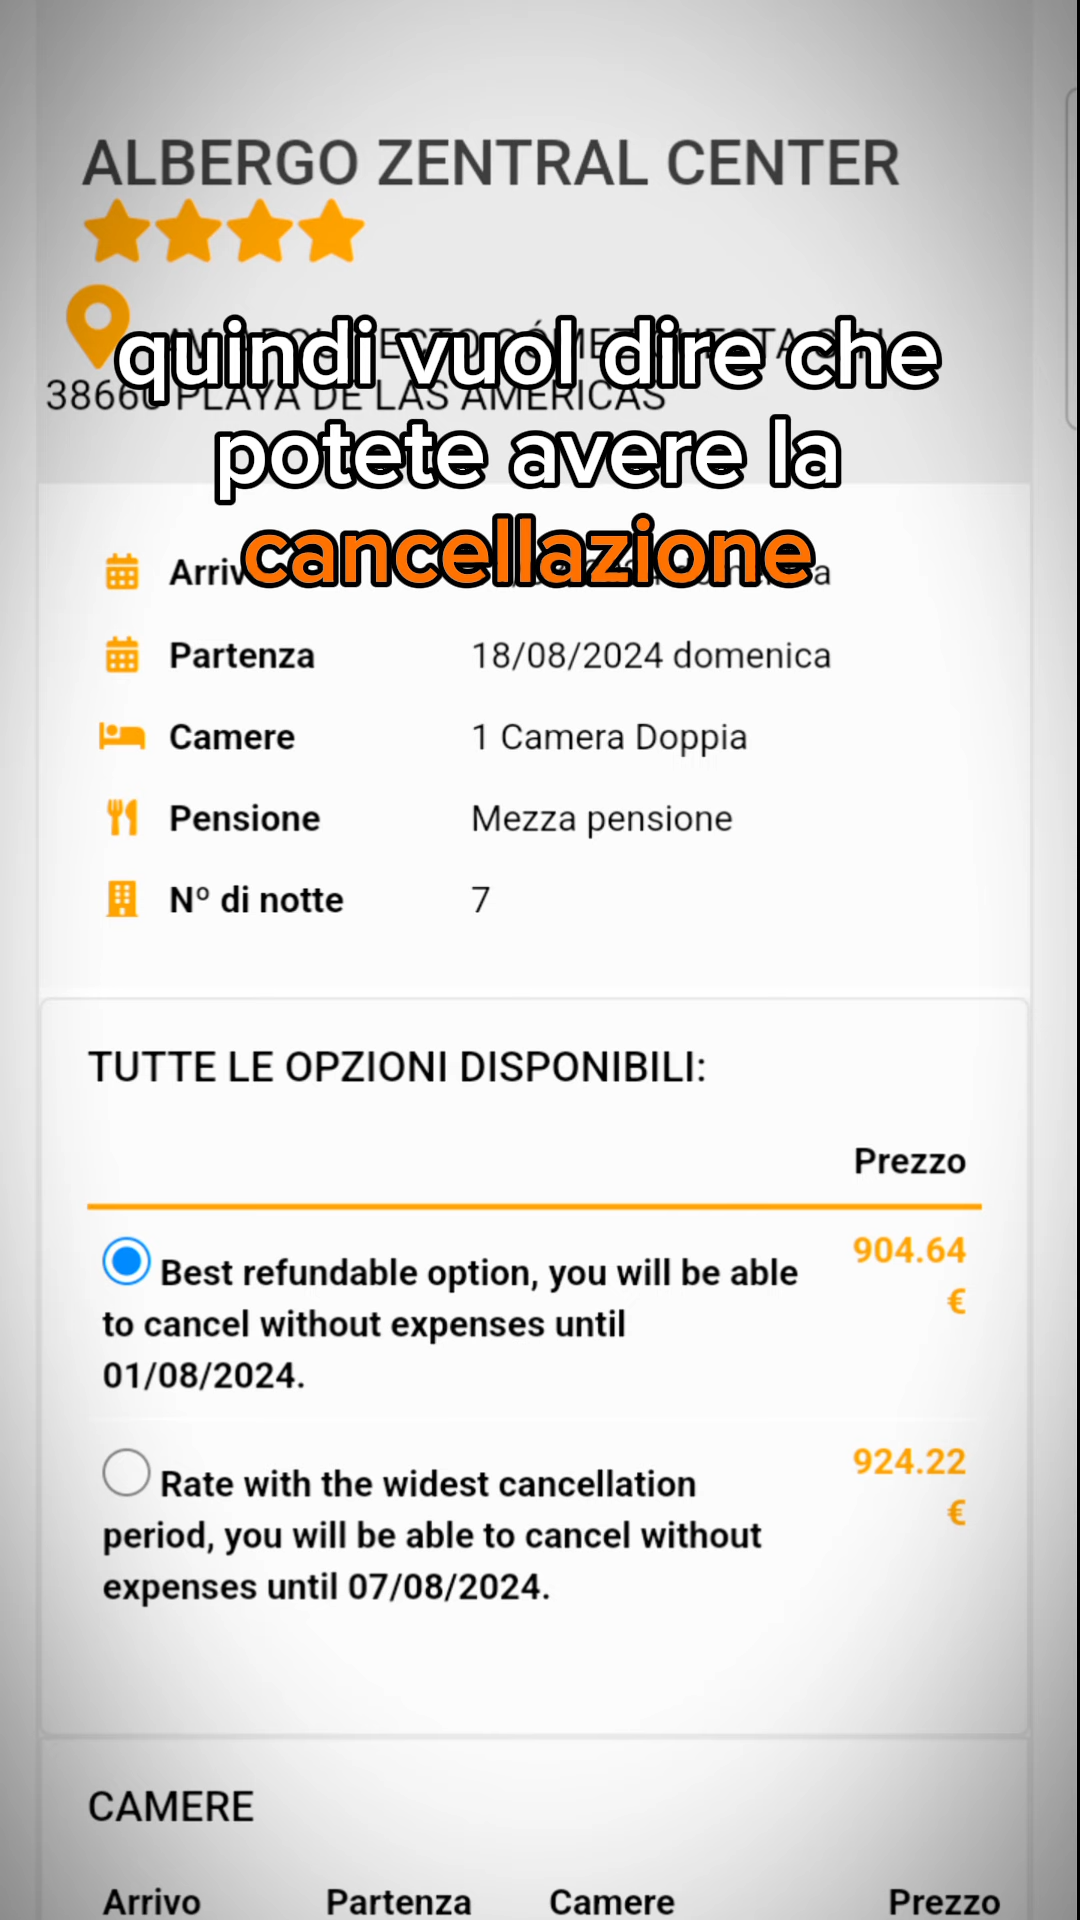 ALBERGO ZENTRAL CENTER
quindi vuol dire che
38660 PLAYA DE LAS AMERICAS
potete avere la
cancellazione
Partenza 18/08/2024 domenica
Camere 1 Camera Doppia
Pensione Mezza pensione
Nº di notte 7
TUTTE LE OPZIONI DISPONIBILI:
Prezzo
Best refundable option, you will be able 904.64
to cancel without expenses until €
01/08/2024.
Rate with the widest cancellation 924.22
period, you will be able to cancel without €
expenses until 07/08/2024.
CAMERE
Arrivo Partenza Camere Prezzo